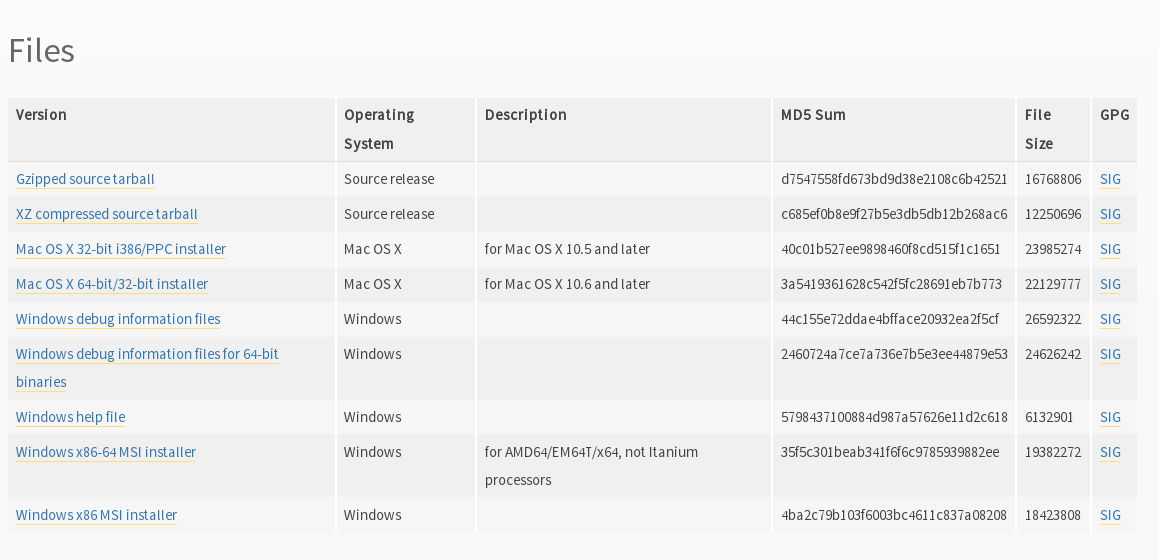 Files
Version Operating System Description MD5 Sum File Size GPG
Gzipped source tarball Source release d7547558fd673bd9d38e2108c6b42521 16768806 SIG
XZ compressed source tarball Source release c685ef0b8e9f27b5e3db5db12b268ac6 12250696 SIG
Mac OS X 32-bit i386/PPC installer Mac OS X for Mac OS X 10.5 and later 40c01b527ee9898460f8cd515f1c1651 23985274 SIG
Mac OS X 64-bit/32-bit installer Mac OS X for Mac OS X 10.6 and later 3a5419361628c542f5fc28691eb7b773 22129777 SIG
Windows debug information files Windows 44c155e72ddae4bfface20932ea2f5cf 26592322 SIG
Windows debug information files for 64-bit binaries Windows 2460724a7ce7a736e7b5e3ee44879e53 24626242 SIG
Windows help file Windows 5798437100884d987a57626e11d2c618 6132901 SIG
Windows x86-64 MSI installer Windows for AMD64/EM64T/x64, not Itanium processors 35f5c301beab341f6f6c9785939882ee 19382272 SIG
Windows x86 MSI installer Windows 4ba2c79b103f6003bc4611c837a08208 18423808 SIG